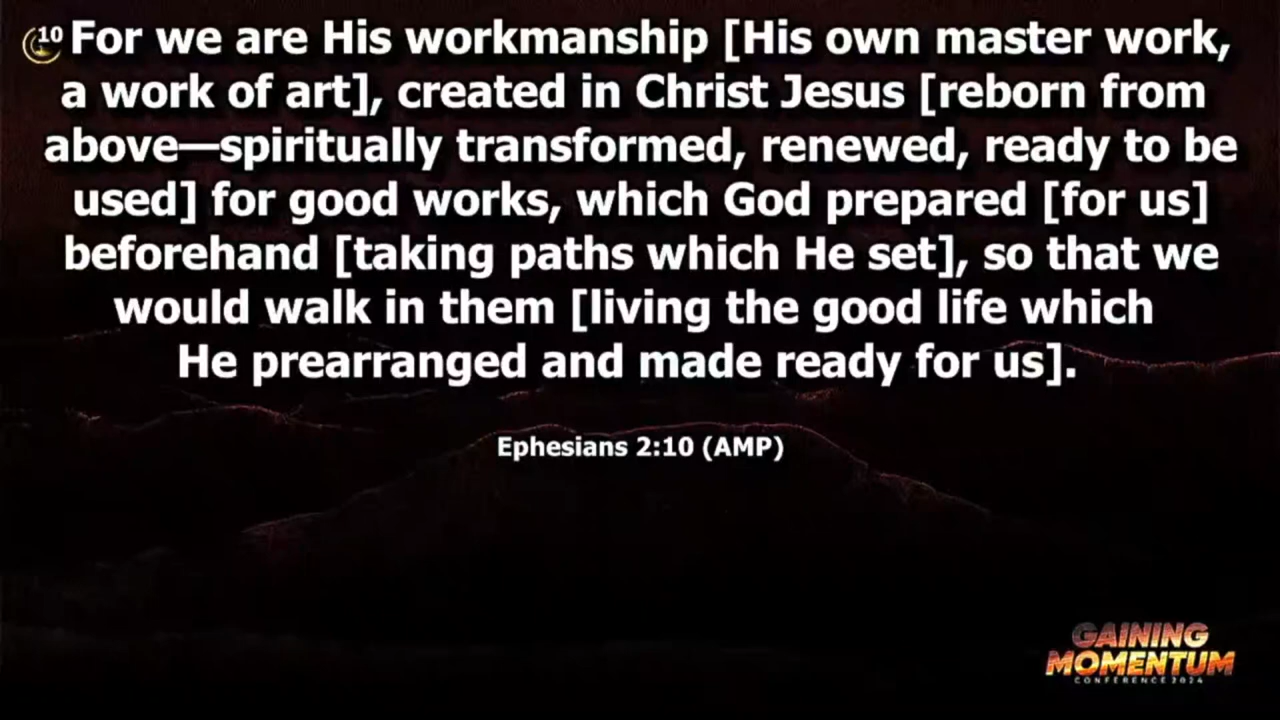 10 For we are His workmanship [His own master work,
a work of art], created in Christ Jesus [reborn from
above—spiritually transformed, renewed, ready to be
used] for good works, which God prepared [for us]
beforehand [taking paths which He set], so that we
would walk in them [living the good life which
He prearranged and made ready for us].
Ephesians 2:10 (AMP)
GAINING
MOMENTUM
CONFERENCE 2024